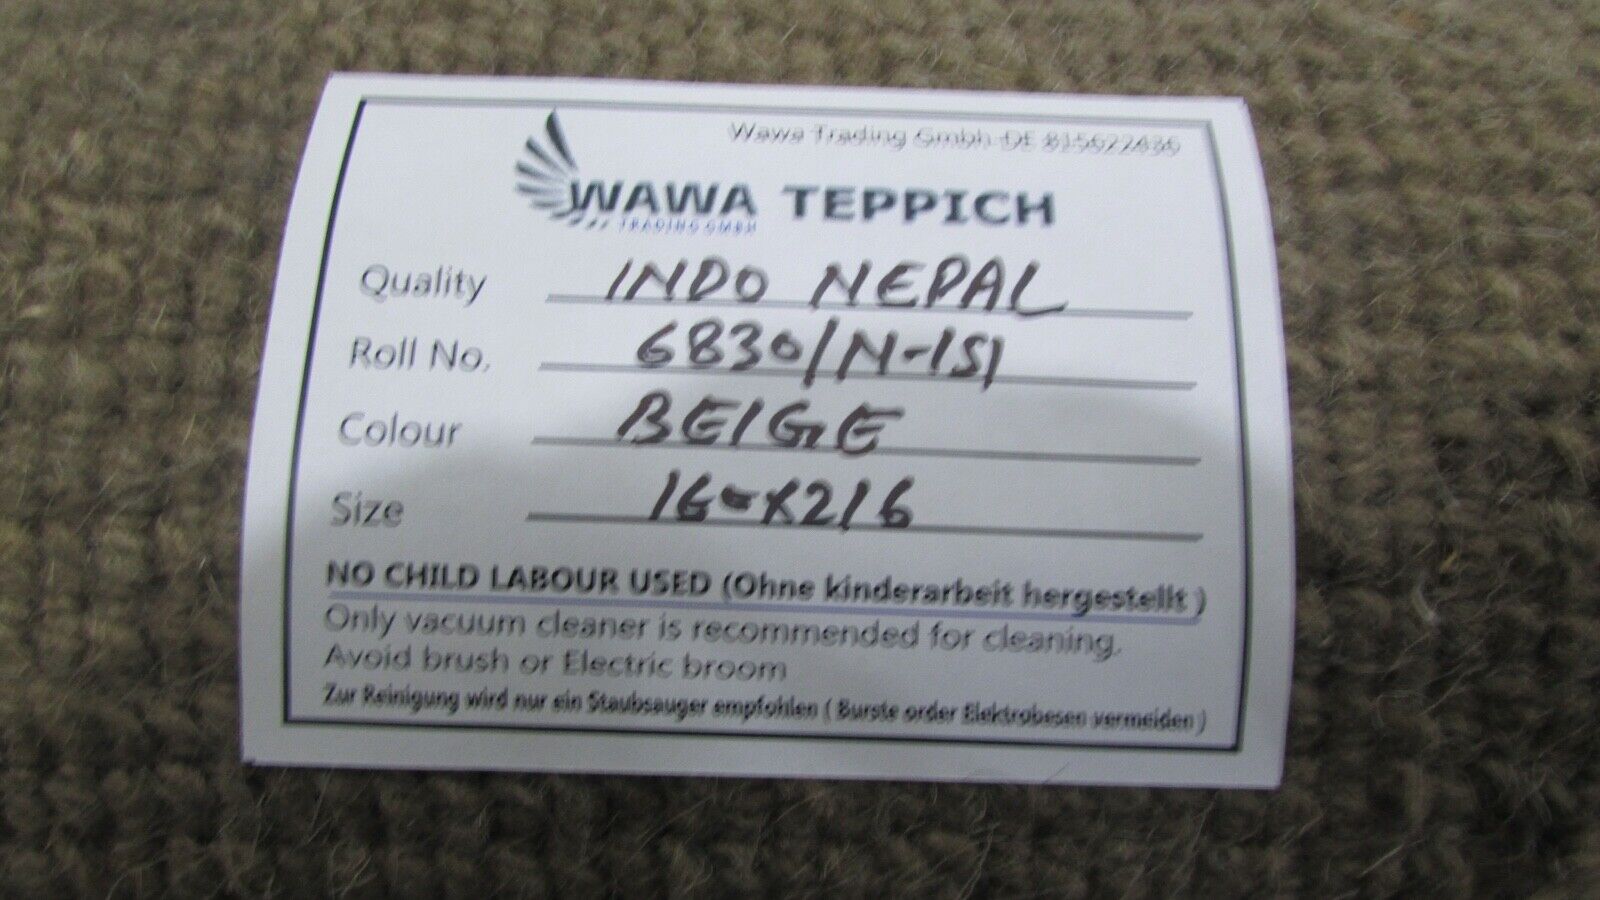 Wawa Trading Gmbh DE 815622436
WAWA TEPPICH
TRADING GMBH
Quality INDO NEPAL
Roll No. 6830/N-151
Colour BEIGE
Size x216
NO CHILD LABOUR USED (Ohne kinderarbeit hergestellt )
Only vacuum cleaner is recommended for cleaning.
Avoid brush or Electric broom
Zur Reinigung wird nur ein Staubsauger empfohlen ( Burste order Elektrobesen vermeiden )